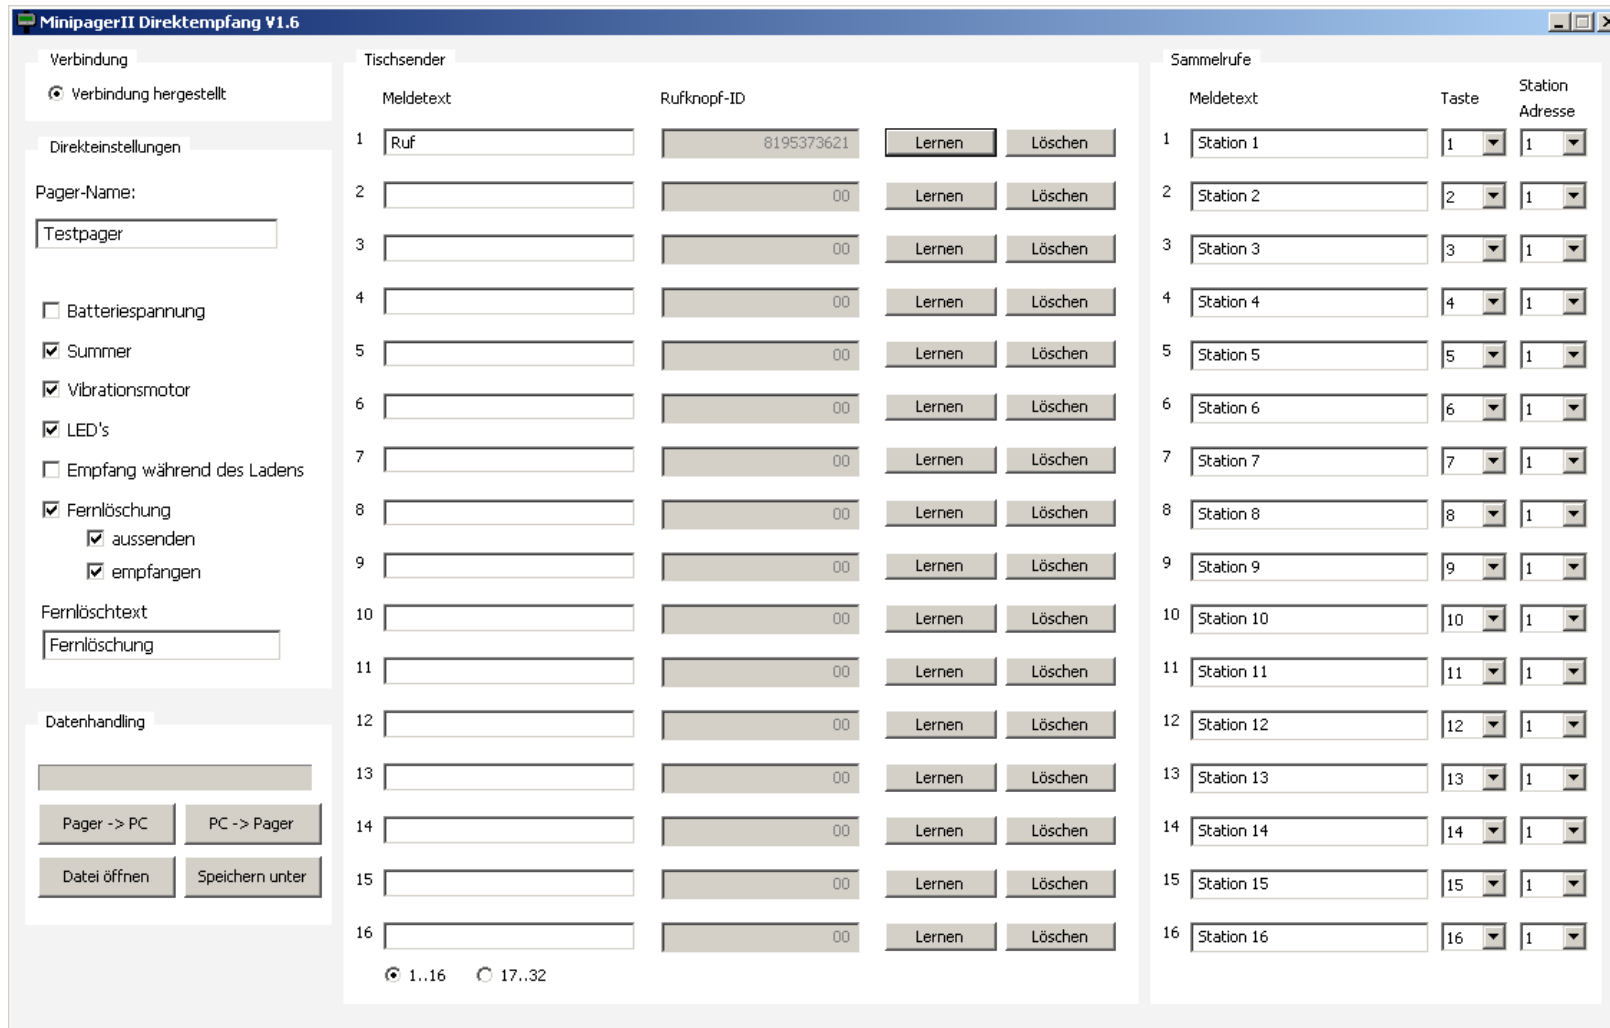 MinipagerII Direktempfang V1.6
Verbindung
Verbindung hergestellt
Direkteinstellungen
Pager-Name:
Testpager
Batteriespannung
Summer
Vibrationsmotor
LED's
Empfang während des Ladens
Fernlöschung
aussenden
empfangen
Fernlöschtext
Fernlöschung
Datenhandling
Pager -> PC PC -> Pager
Datei öffnen Speichern unter
Tischsender
Meldetext Rufknopf-ID
1 Ruf 8195373621 Lernen Löschen
2 00 Lernen Löschen
3 00 Lernen Löschen
4 00 Lernen Löschen
5 00 Lernen Löschen
6 00 Lernen Löschen
7 00 Lernen Löschen
8 00 Lernen Löschen
9 00 Lernen Löschen
10 00 Lernen Löschen
11 00 Lernen Löschen
12 00 Lernen Löschen
13 00 Lernen Löschen
14 00 Lernen Löschen
15 00 Lernen Löschen
16 00 Lernen Löschen
1..16 17..32
Sammelrufe
Meldetext Taste Station Adresse
1 Station 1 1 1
2 Station 2 2 1
3 Station 3 3 1
4 Station 4 4 1
5 Station 5 5 1
6 Station 6 6 1
7 Station 7 7 1
8 Station 8 8 1
9 Station 9 9 1
10 Station 10 10 1
11 Station 11 11 1
12 Station 12 12 1
13 Station 13 13 1
14 Station 14 14 1
15 Station 15 15 1
16 Station 16 16 1